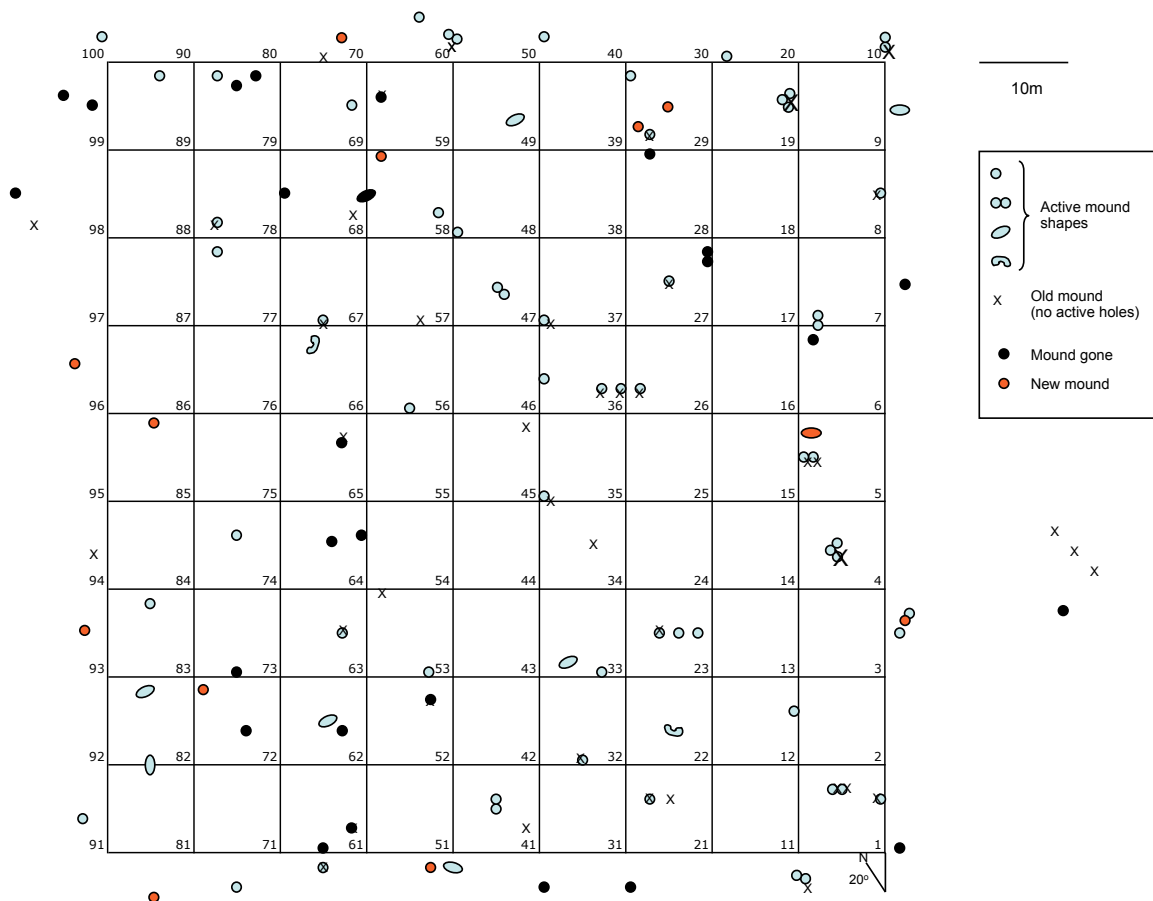 100 90 80 70 60 50 40 30 20 10
99 89 79 69 59 49 39 29 19 9
98 88 78 68 58 48 38 28 18 8
97 87 77 67 57 47 37 27 17 7
96 86 76 66 56 46 36 26 16 6
95 85 75 65 55 45 35 25 15 5
94 84 74 64 54 44 34 24 14 4
93 83 73 63 53 43 33 23 13 3
92 82 72 62 52 42 32 22 12 2
91 81 71 61 51 41 31 21 11 1
N
20°
10m
Active mound
shapes
x Old mound
(no active holes)
Mound gone
New mound